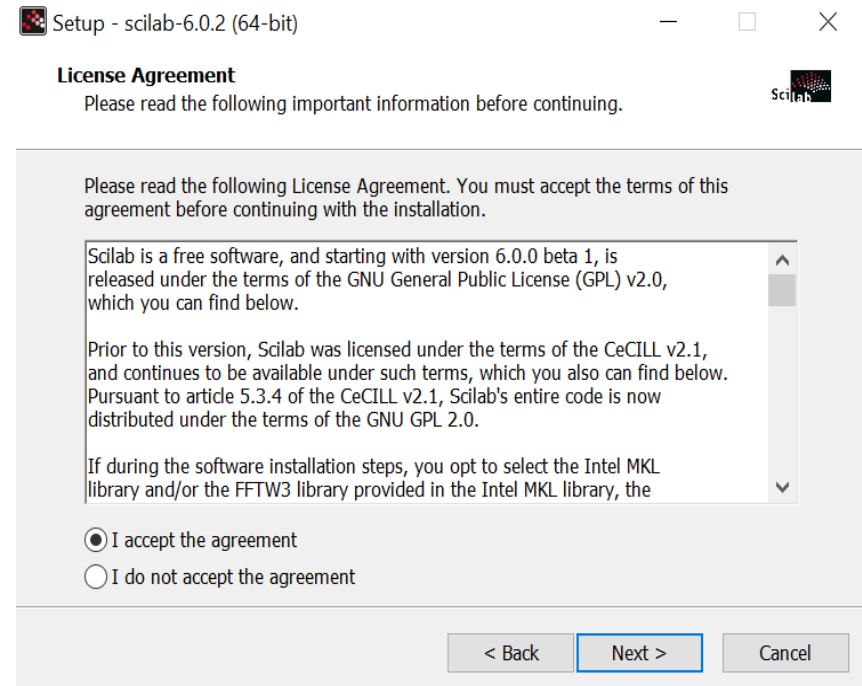 Setup - scilab-6.0.2 (64-bit)
License Agreement
Please read the following important information before continuing.
Scilab
Please read the following License Agreement. You must accept the terms of this
agreement before continuing with the installation.
Scilab is a free software, and starting with version 6.0.0 beta 1, is
released under the terms of the GNU General Public License (GPL) v2.0,
which you can find below.
Prior to this version, Scilab was licensed under the terms of the CeCILL v2.1,
and continues to be available under such terms, which you also can find below.
Pursuant to article 5.3.4 of the CeCILL v2.1, Scilab's entire code is now
distributed under the terms of the GNU GPL 2.0.
If during the software installation steps, you opt to select the Intel MKL
library and/or the FFTW3 library provided in the Intel MKL library, the
I accept the agreement
I do not accept the agreement
< Back Next > Cancel